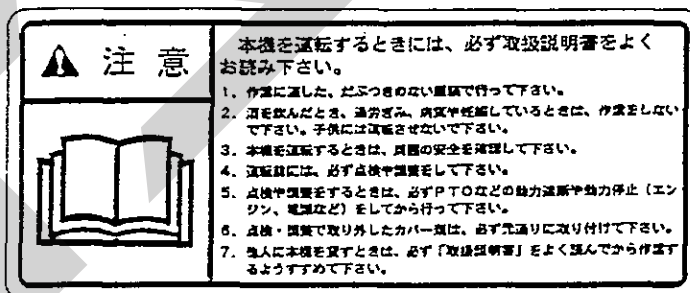 注 意
本機を運転するときには、必ず取扱説明書をよく
お読み下さい。
1. 作業に適した、だぶつきのない服装で行って下さい。
2. 酒を飲んだとき、過労ぎみ、病気や妊娠しているときは、作業をしない
で下さい。子供には運転させないで下さい。
3. 本機を運転するときは、周囲の安全を確認して下さい。
4. 運転前には、必ず点検や調整をして下さい。
5. 点検や調整をするときは、必ずPTOなどの動力遮断や動力停止(エン
ジン、電源など)をしてから行って下さい。
6. 点検・調整で取り外したカバー類は、必ず元通りに取り付けて下さい。
7. 他人に本機を貸すときは、必ず「取扱説明書」をよく読んでから作業す
るようすすめて下さい。